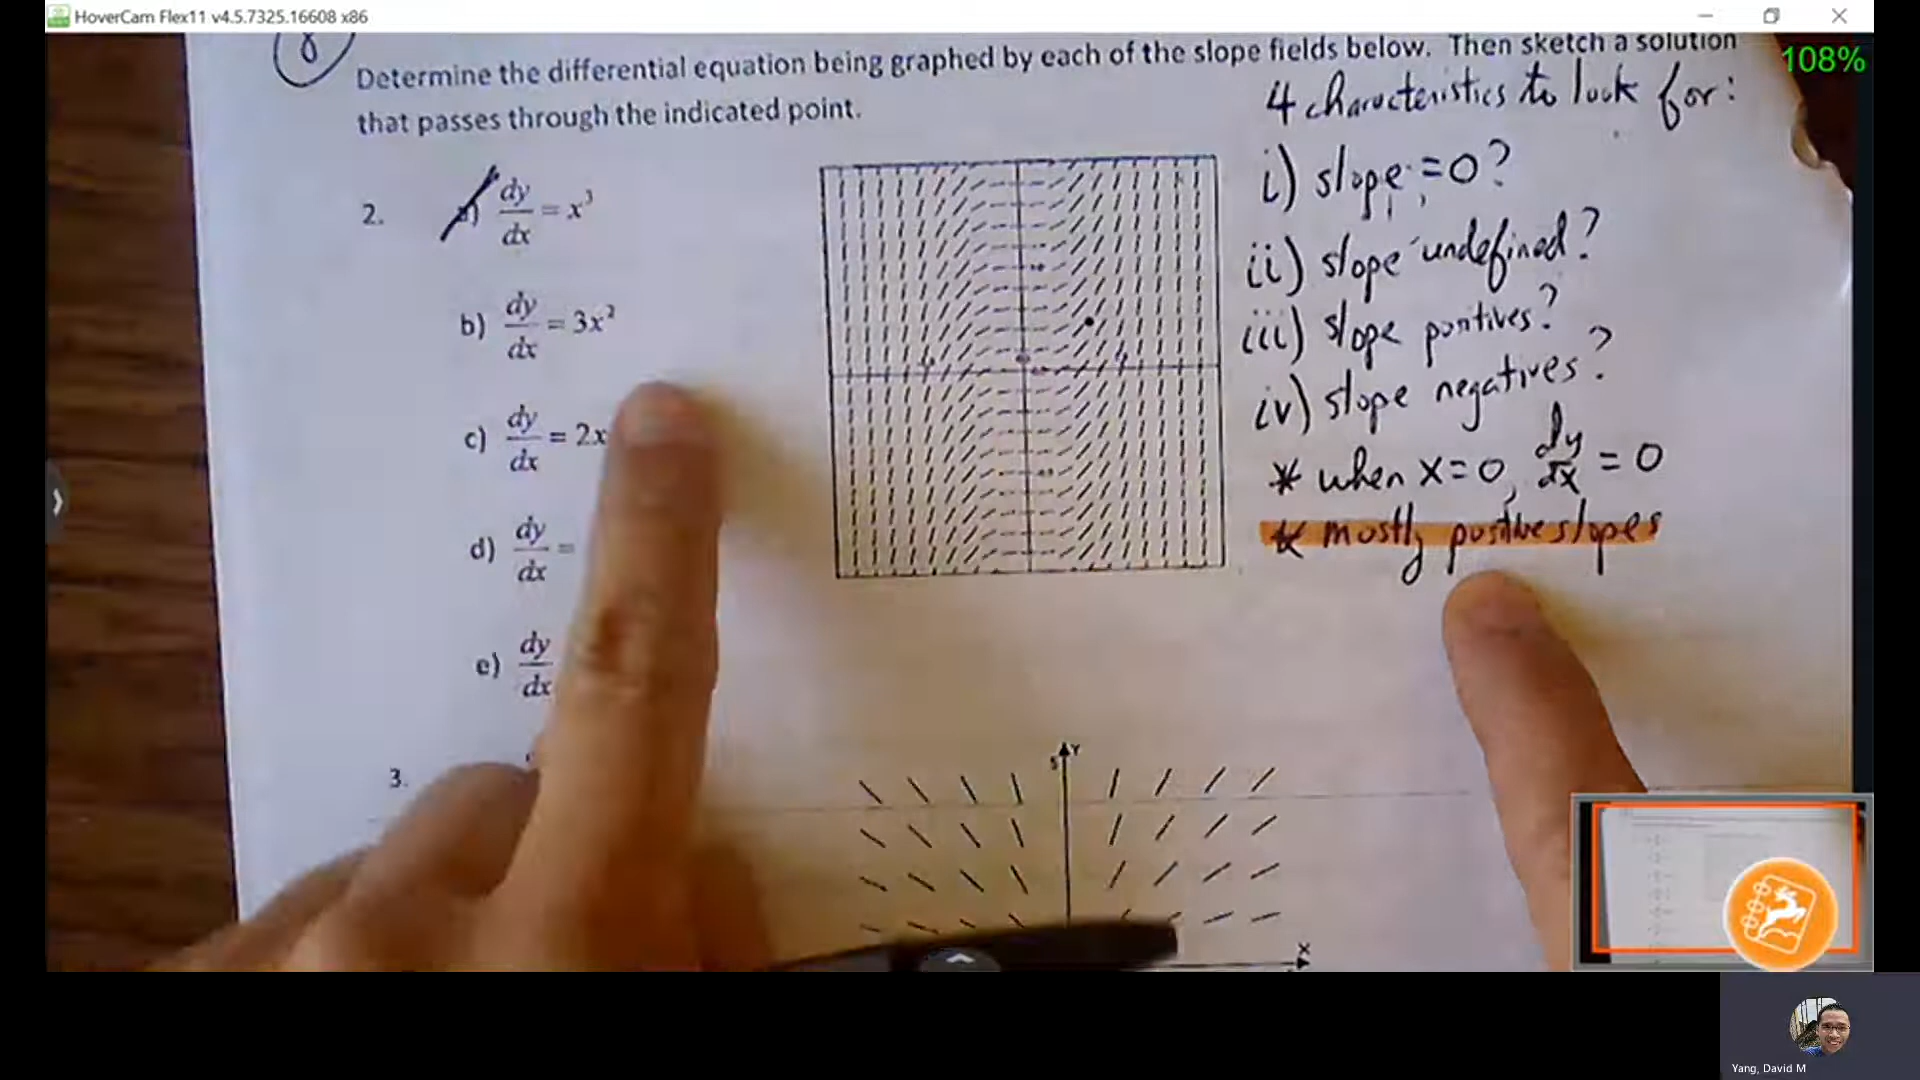 HoverCam Flex11 v4.5.7325.16608 x86
108%
8
Determine the differential equation being graphed by each of the slope fields below. Then sketch a solution
that passes through the indicated point.
4 characteristics to look for:
i) slope = 0?
ii) slope undefined?
iii) slope positives?
iv) slope negatives?
* when x=0, dy/dx = 0
* mostly positive slopes
2. a) dy/dx = x³
b) dy/dx = 3x²
c) dy/dx = 2x
d) dy/dx =
e) dy/dx
3.
5 Y
X
Yang, David M